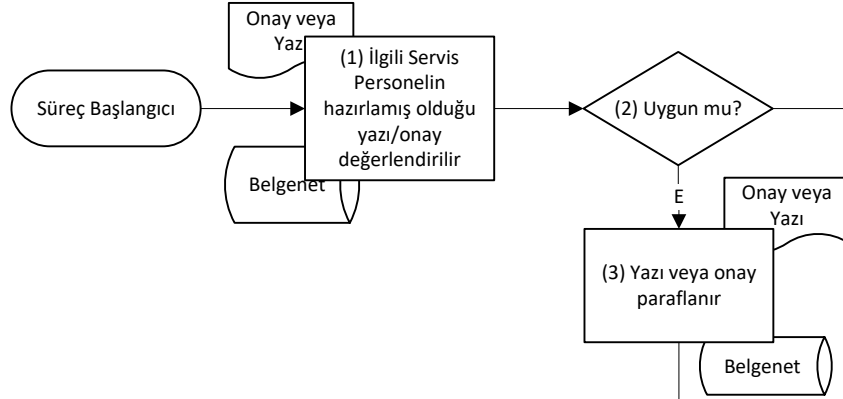 Onay veya
Yazı
Süreç Başlangıcı
(1) İlgili Servis
Personelin
hazırlamış olduğu
yazı/onay
değerlendirilir
Belgenet
(2) Uygun mu?
E
Onay veya
Yazı
(3) Yazı veya onay
paraflanır
Belgenet